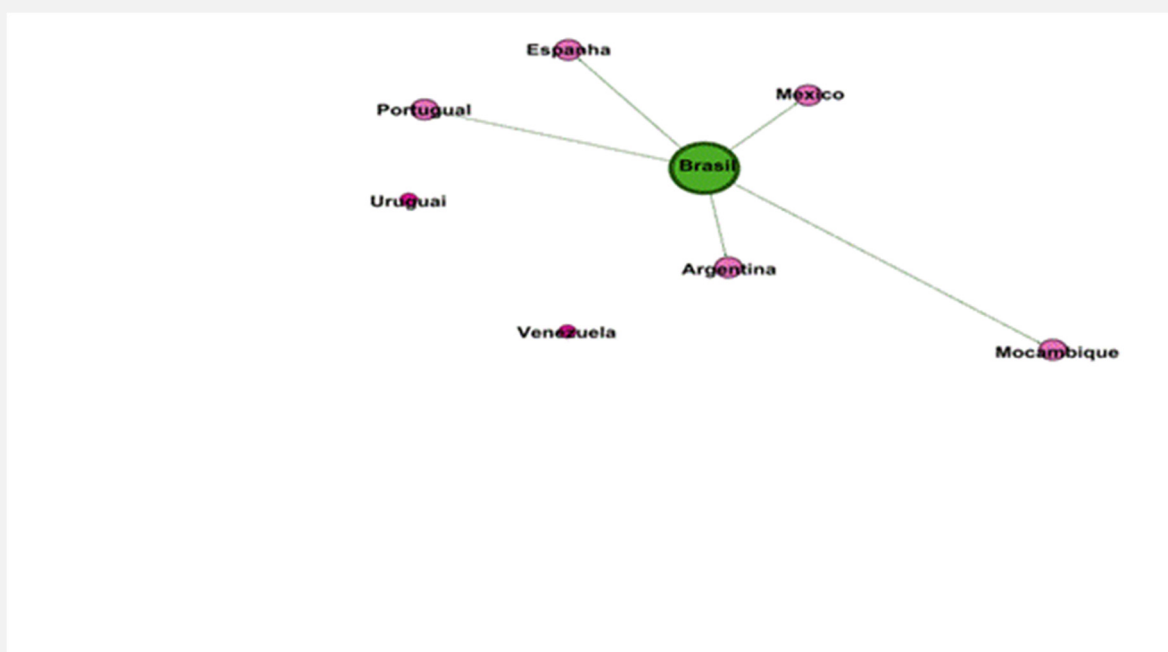 Espanha
Mexico
Portugual
Brasil
Uruguai
Argentina
Venezuela
Mocambique